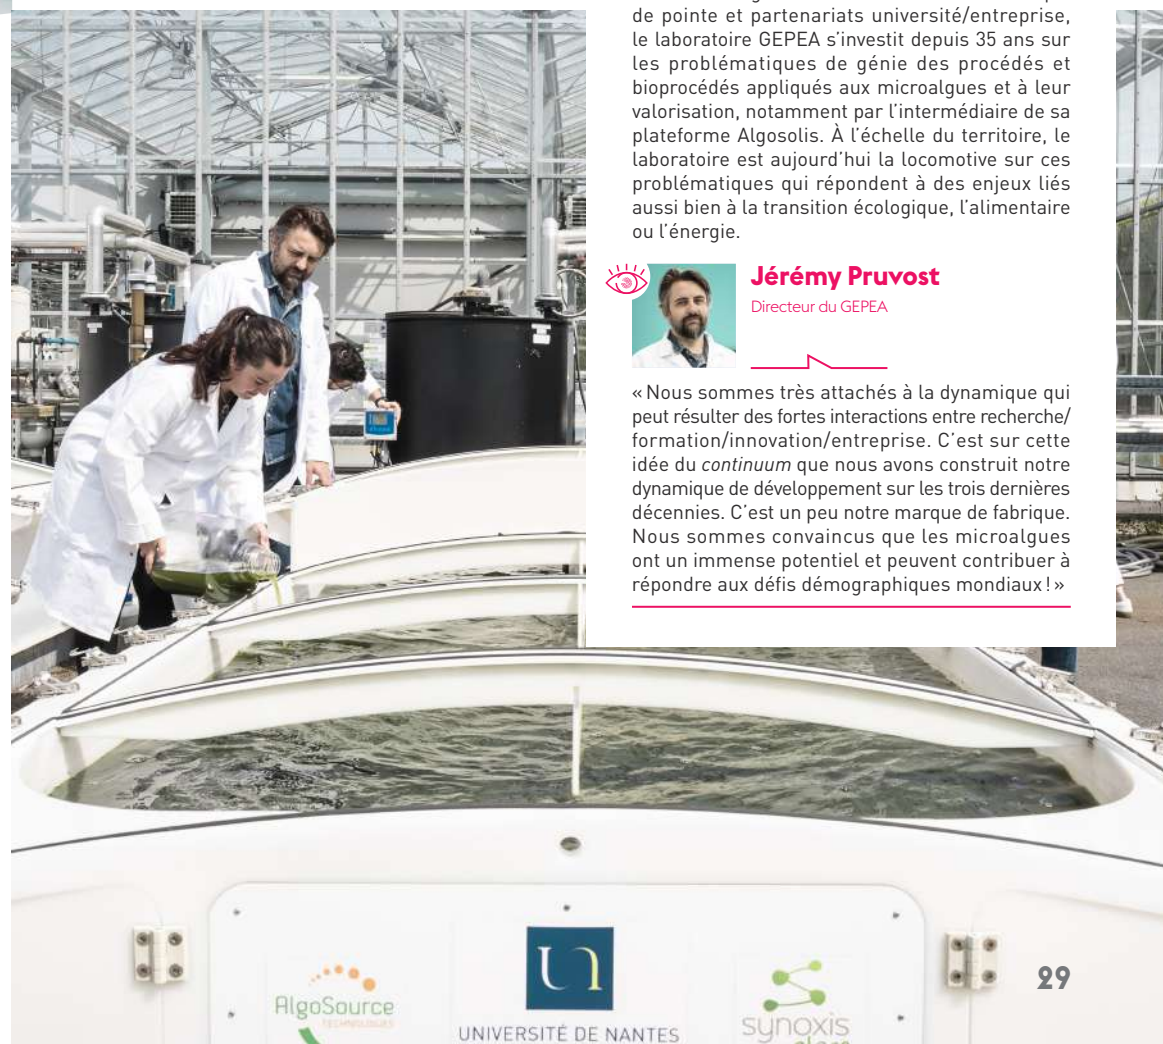 de pointe et partenariats université/entreprise,
le laboratoire GEPEA s’investit depuis 35 ans sur
les problématiques de génie des procédés et
bioprocédés appliqués aux microalgues et à leur
valorisation, notamment par l’intermédiaire de sa
plateforme Algosolis. À l’échelle du territoire, le
laboratoire est aujourd’hui la locomotive sur ces
problématiques qui répondent à des enjeux liés
aussi bien à la transition écologique, l’alimentaire
ou l’énergie.
Jérémy Pruvost
Directeur du GEPEA
« Nous sommes très attachés à la dynamique qui
peut résulter des fortes interactions entre recherche/
formation/innovation/entreprise. C’est sur cette
idée du continuum que nous avons construit notre
dynamique de développement sur les trois dernières
décennies. C’est un peu notre marque de fabrique.
Nous sommes convaincus que les microalgues
ont un immense potentiel et peuvent contribuer à
répondre aux défis démographiques mondiaux ! »
29
AlgoSource
TECHNOLOGIES
UNIVERSITÉ DE NANTES
synoxis